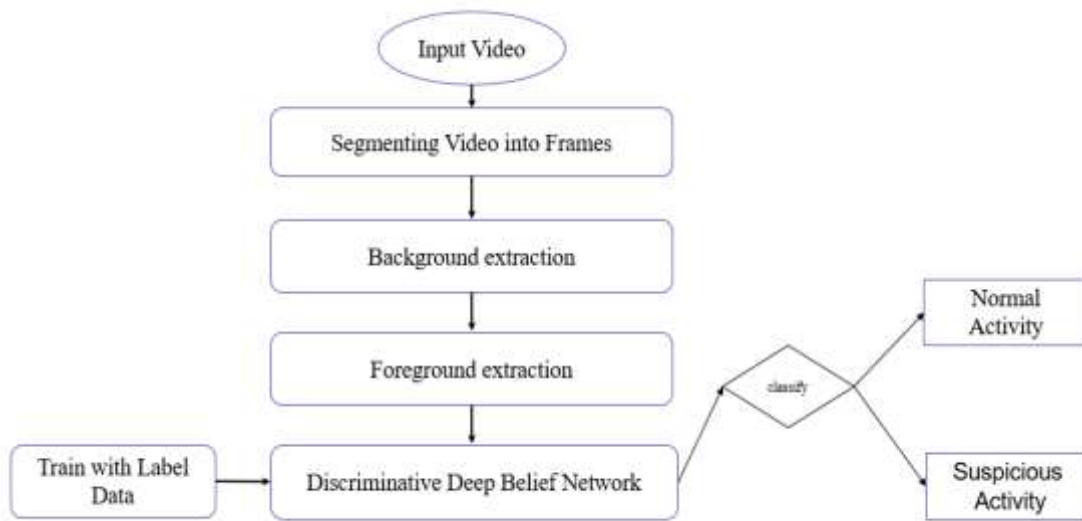 Input Video
Segmenting Video into Frames
Background extraction
Foreground extraction
Train with Label
Data
Discriminative Deep Belief Network
classify
Normal
Activity
Suspicious
Activity